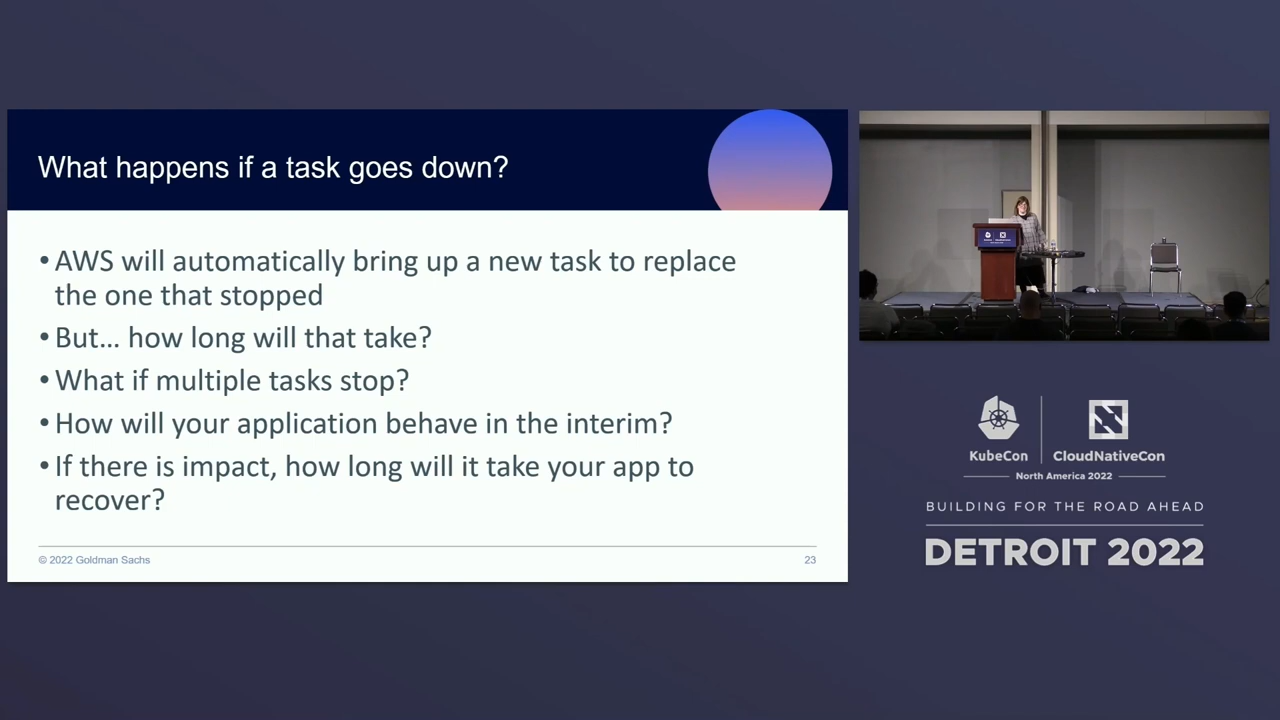 What happens if a task goes down?
• AWS will automatically bring up a new task to replace
the one that stopped
• But... how long will that take?
• What if multiple tasks stop?
• How will your application behave in the interim?
• If there is impact, how long will it take your app to
recover?
© 2022 Goldman Sachs
23
KubeCon
CloudNativeCon
North America 2022
BUILDING FOR THE ROAD AHEAD
DETROIT 2022